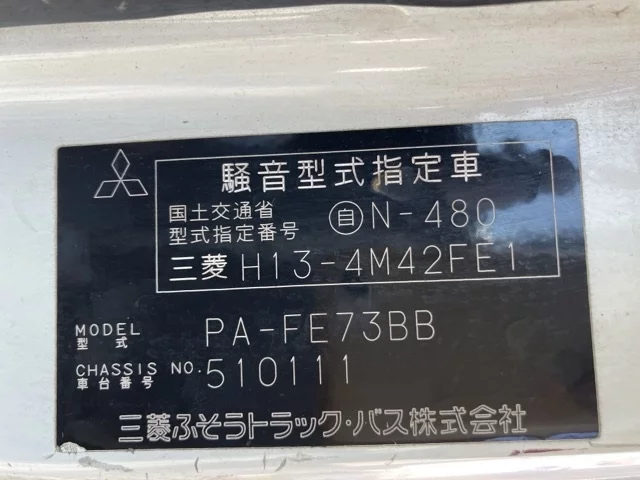 騒音型式指定車
国土交通省
型式指定番号
自 N-480
三菱 H13-4M42FE1
MODEL
型式
PA-FE73BB
CHASSIS NO.
車台番号
510111
三菱ふそうトラック・バス株式会社